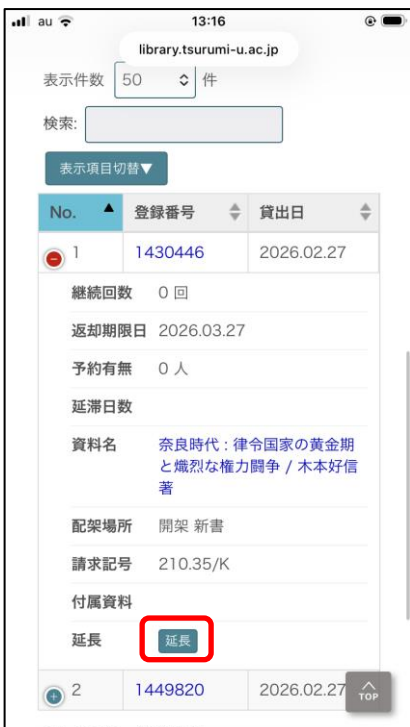 au 13:16
library.tsurumi-u.ac.jp
表示件数 50 件
検索:
表示項目切替▼
No. 登録番号 貸出日
1 1430446 2026.02.27
継続回数 0 回
返却期限日 2026.03.27
予約有無 0 人
延滞日数
資料名 奈良時代 : 律令国家の黄金期
と熾烈な権力闘争 / 木本好信
著
配架場所 開架 新書
請求記号 210.35/K
付属資料
延長 延長
2 1449820 2026.02.27
TOP